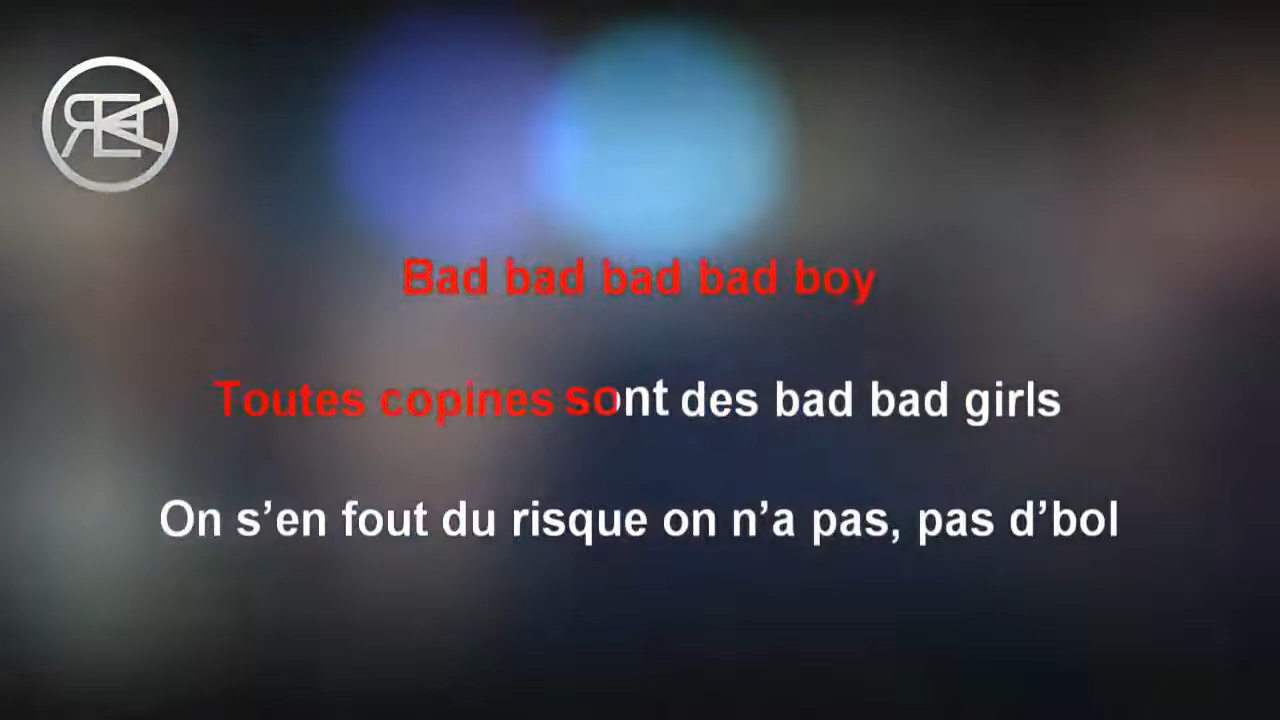 Bad bad bad bad boy
Toutes copines sont des bad bad girls
On s’en fout du risque on n’a pas, pas d’bol